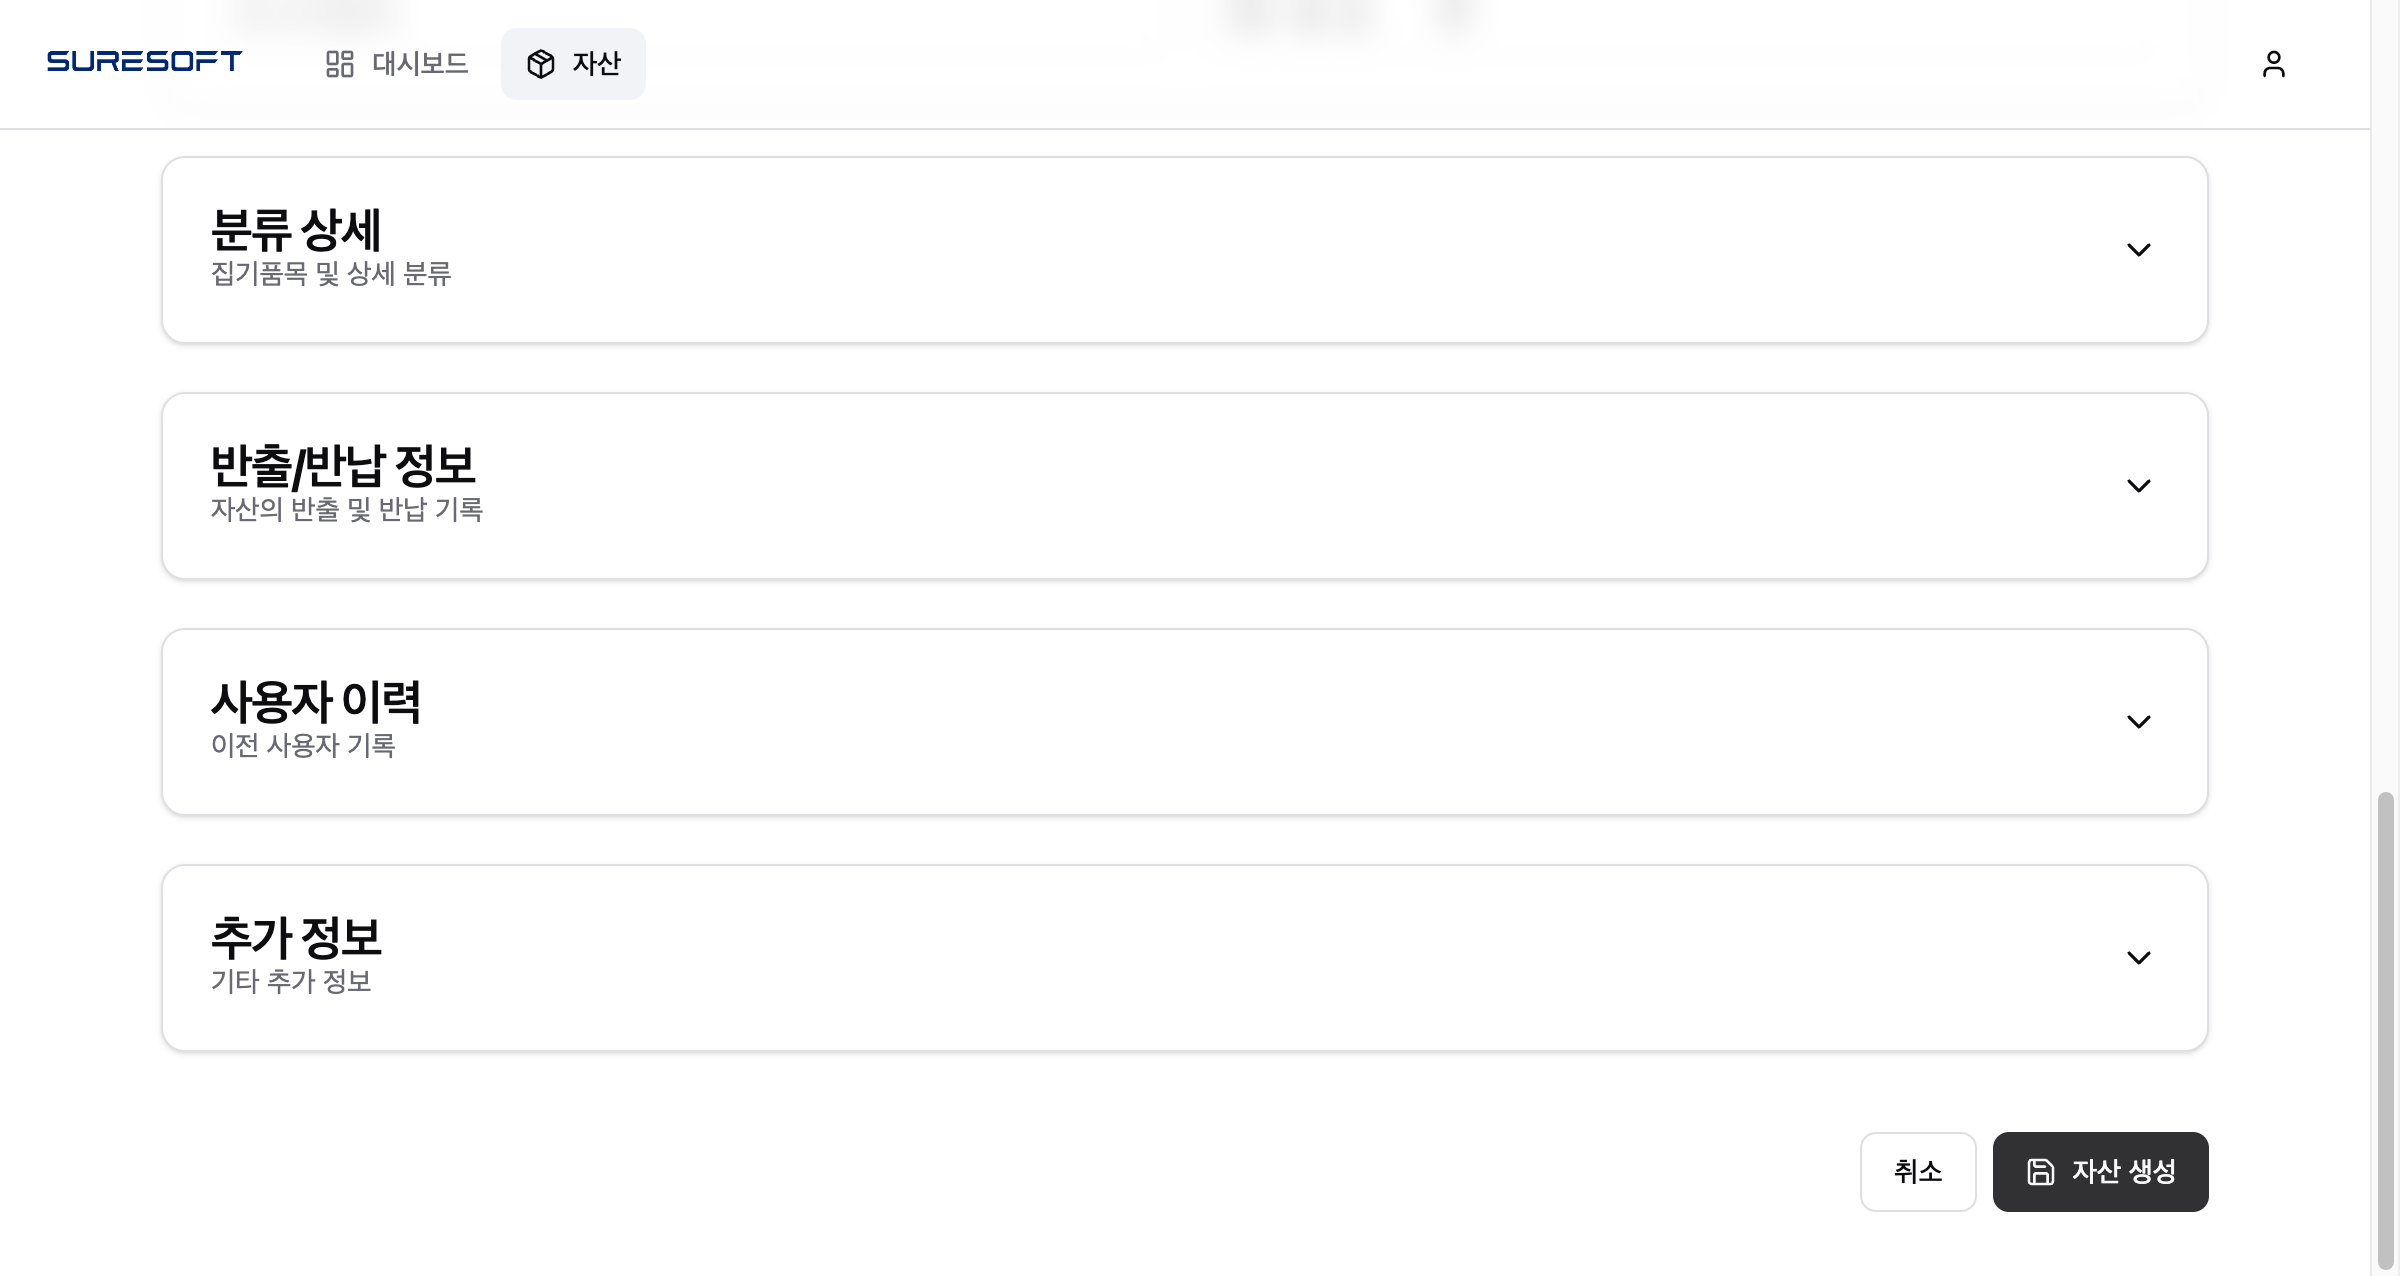 SURESOFT
대시보드
자산
분류 상세
집기품목 및 상세 분류
반출/반납 정보
자산의 반출 및 반납 기록
사용자 이력
이전 사용자 기록
추가 정보
기타 추가 정보
취소
자산 생성